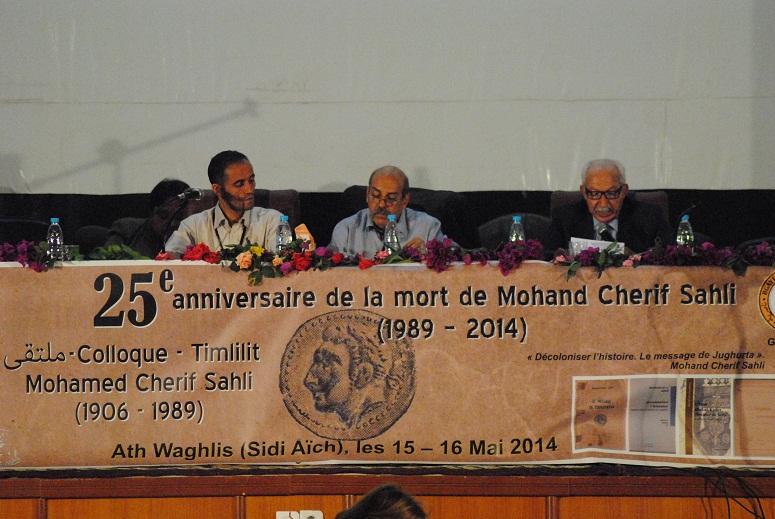 25e anniversaire de la mort de Mohand Cherif Sahli
(1989 - 2014)
ملتقى - Colloque - Timlilit
Mohamed Cherif Sahli
(1906 - 1989)
« Décoloniser l'histoire. Le message de Jughurta ».
Mohand Cherif Sahli
Ath Waghlis (Sidi Aïch), les 15 – 16 Mai 2014